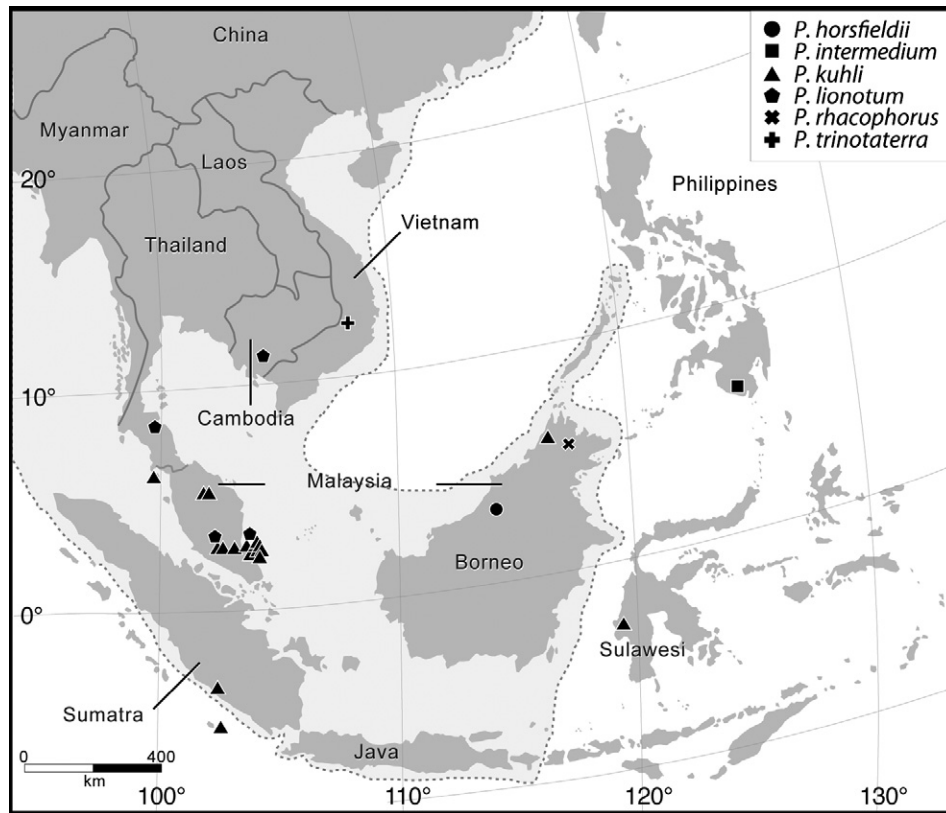 China
Myanmar
Laos
20°
Thailand
Vietnam
Philippines
10°
Cambodia
Malaysia
Borneo
0°
Sulawesi
Sumatra
Java
0 400
km
100° 110° 120° 130°
P. horsfieldii
P. intermedium
P. kuhli
P. lionotum
P. rhacophorus
P. trinotaterra